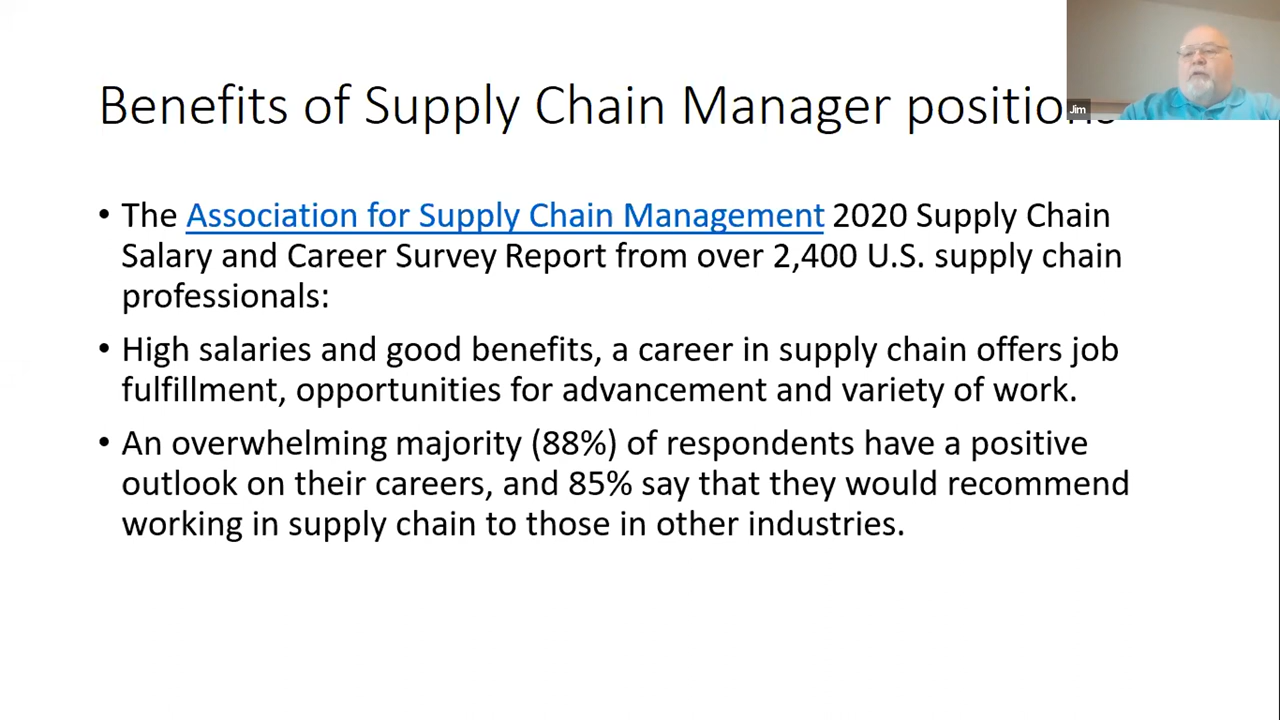 Benefits of Supply Chain Manager positions
Jim
• The Association for Supply Chain Management 2020 Supply Chain
Salary and Career Survey Report from over 2,400 U.S. supply chain
professionals:
• High salaries and good benefits, a career in supply chain offers job
fulfillment, opportunities for advancement and variety of work.
• An overwhelming majority (88%) of respondents have a positive
outlook on their careers, and 85% say that they would recommend
working in supply chain to those in other industries.